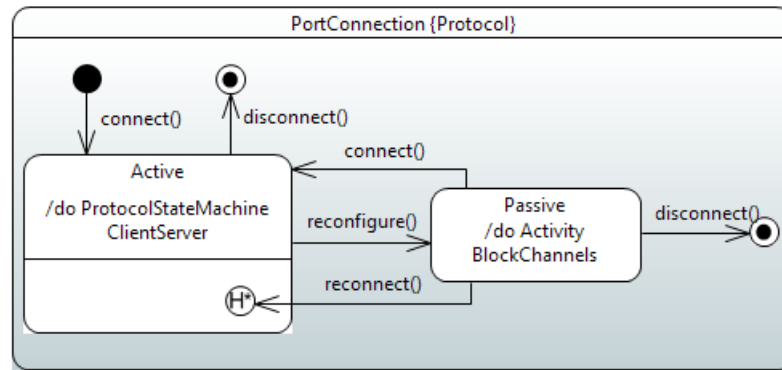 PortConnection {Protocol}
connect()
disconnect()
Active
/do ProtocolStateMachine
ClientServer
connect()
reconfigure()
Passive
/do Activity
BlockChannels
disconnect()
reconnect()
H*